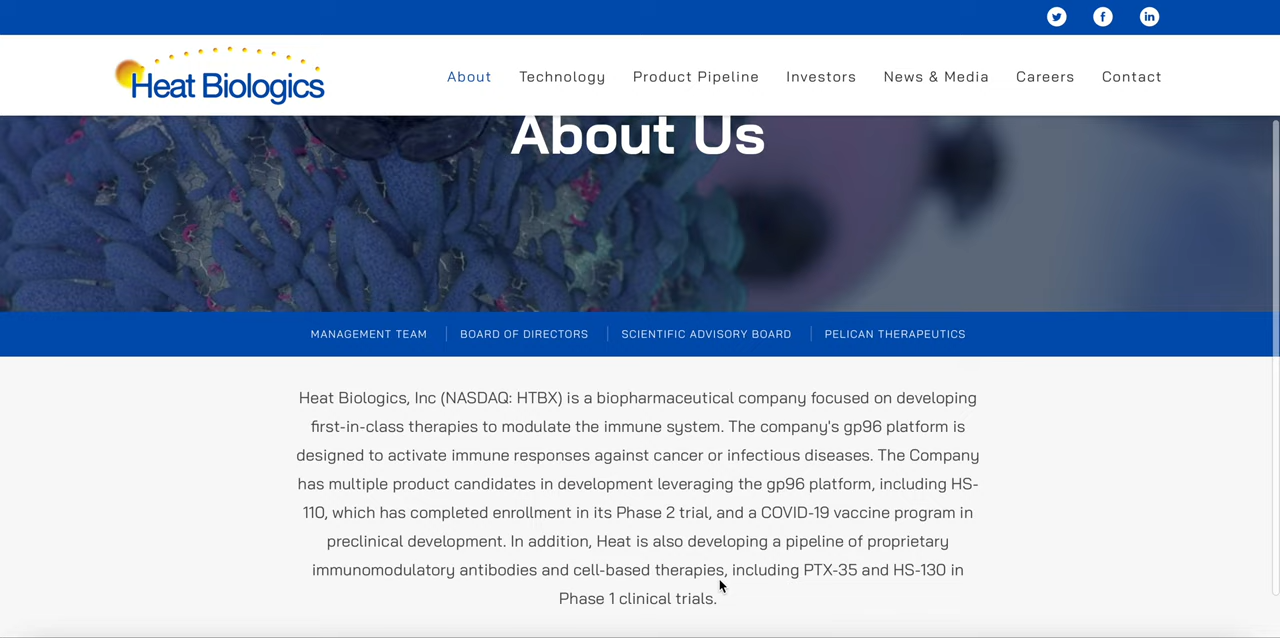 Heat Biologics
About
Technology
Product Pipeline
Investors
News & Media
Careers
Contact
About Us
MANAGEMENT TEAM
BOARD OF DIRECTORS
SCIENTIFIC ADVISORY BOARD
PELICAN THERAPEUTICS
Heat Biologics, Inc (NASDAQ: HTBX) is a biopharmaceutical company focused on developing
first-in-class therapies to modulate the immune system. The company's gp96 platform is
designed to activate immune responses against cancer or infectious diseases. The Company
has multiple product candidates in development leveraging the gp96 platform, including HS-
110, which has completed enrollment in its Phase 2 trial, and a COVID-19 vaccine program in
preclinical development. In addition, Heat is also developing a pipeline of proprietary
immunomodulatory antibodies and cell-based therapies, including PTX-35 and HS-130 in
Phase 1 clinical trials.